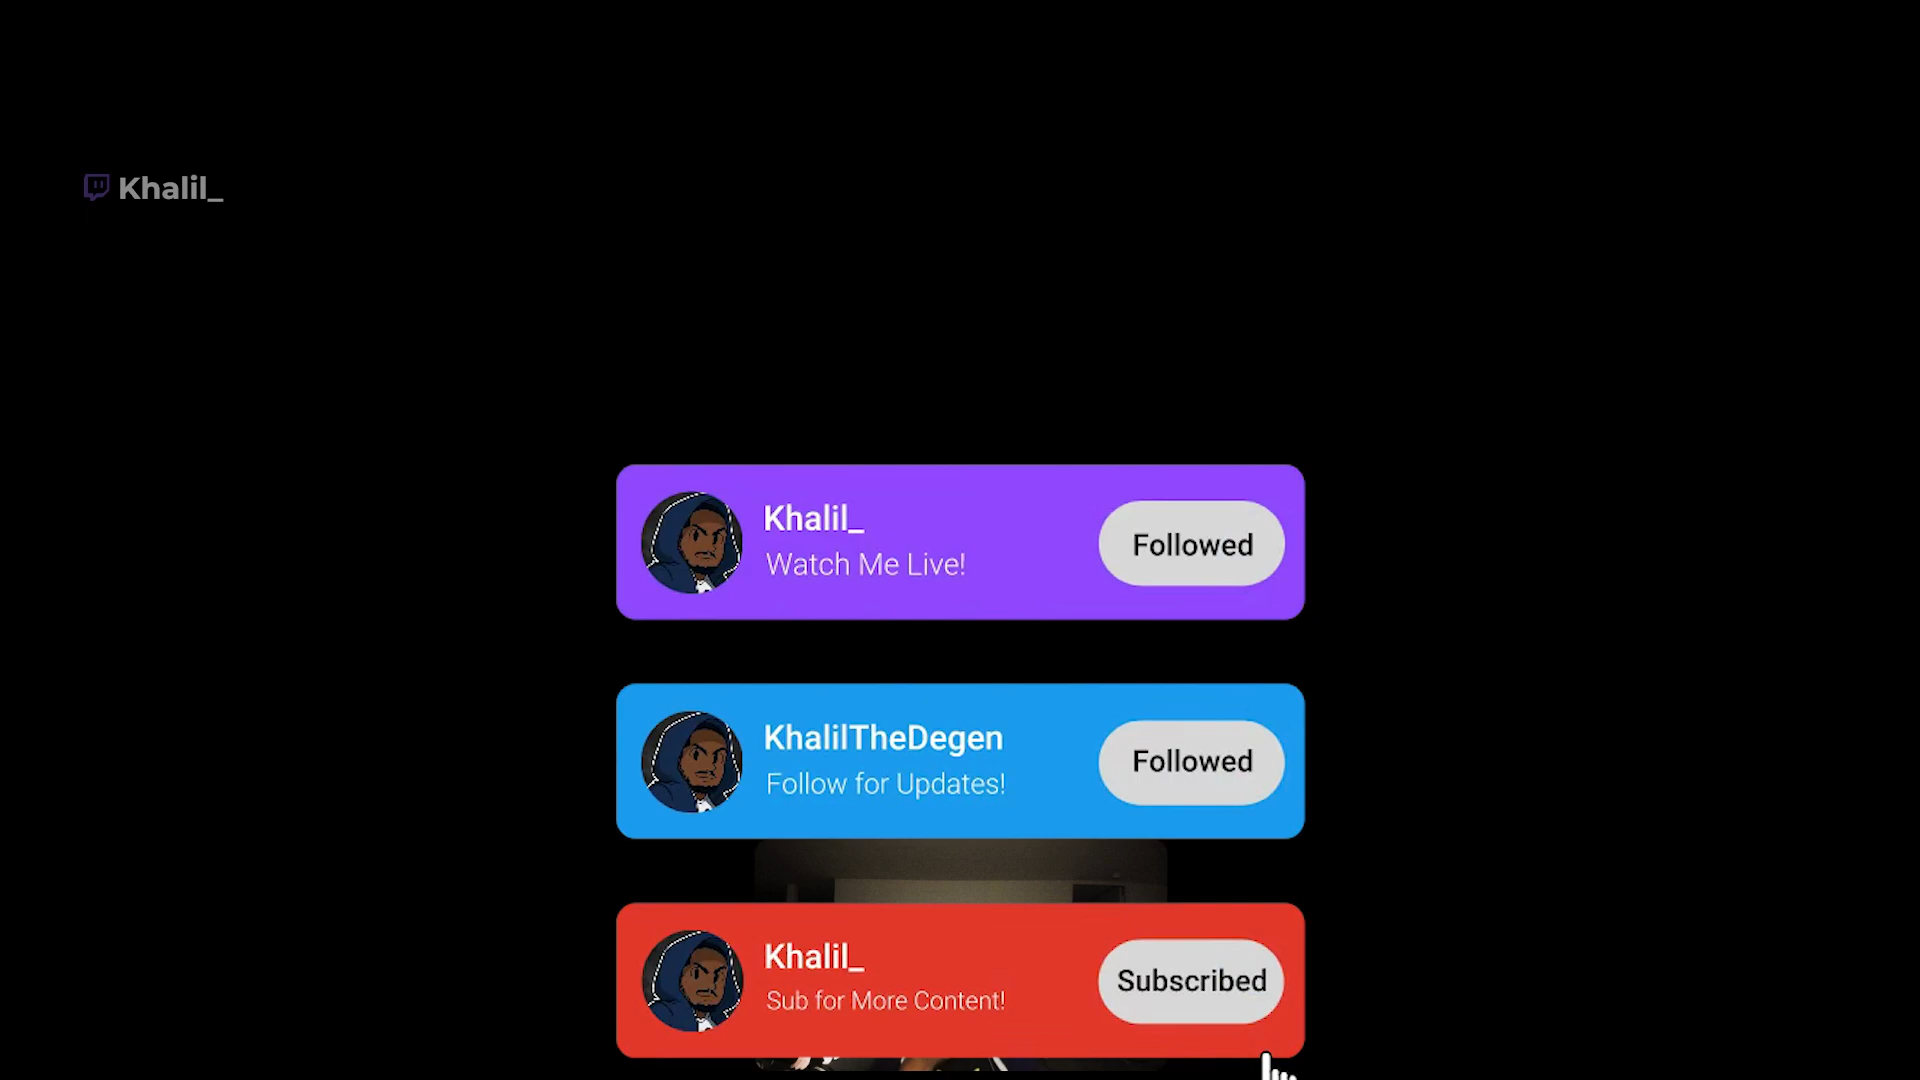 Khalil_
Khalil_
Watch Me Live!
Followed
KhalilTheDegen
Follow for Updates!
Followed
Khalil_
Sub for More Content!
Subscribed